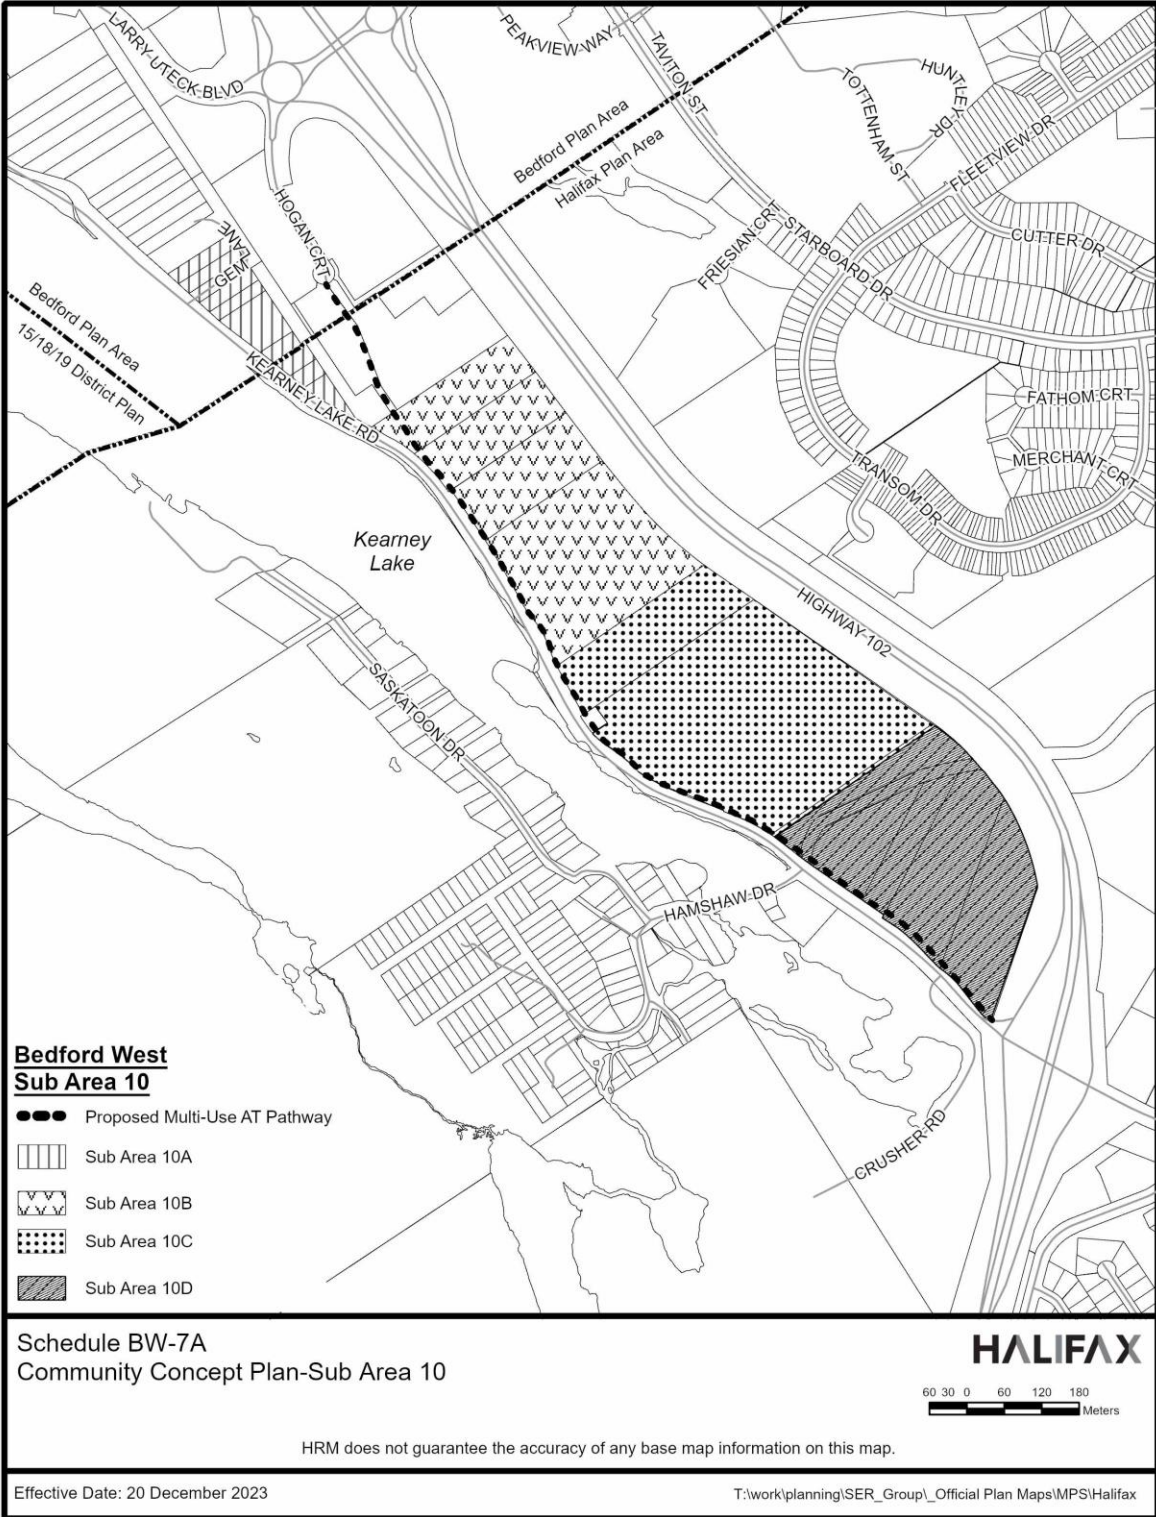 PEAKVIEW WAY
LARRY UTECK BLVD
TAVITON ST
HUNTLEY DR
TOTTENHAM ST
FLEETVIEW DR
Bedford Plan Area
Halifax Plan Area
HOGAN CRT
GEM LANE
FRIESIAN CRT
STARBOARD DR
CUTTER DR
Bedford Plan Area
15/18/19 District Plan
KEARNEY LAKE RD
FATHOM CRT
MERCHANT CRT
TRANSOM DR
Kearney
Lake
HIGHWAY 102
SASKATOON DR
HAMSHAW DR
CRUSHER RD
Bedford West
Sub Area 10
Proposed Multi-Use AT Pathway
Sub Area 10A
Sub Area 10B
Sub Area 10C
Sub Area 10D
Schedule BW-7A
Community Concept Plan-Sub Area 10
HALIFAX
60 30 0 60 120 180
Meters
HRM does not guarantee the accuracy of any base map information on this map.
Effective Date: 20 December 2023
T:\work\planning\SER_Group\_Official Plan Maps\MPS\Halifax